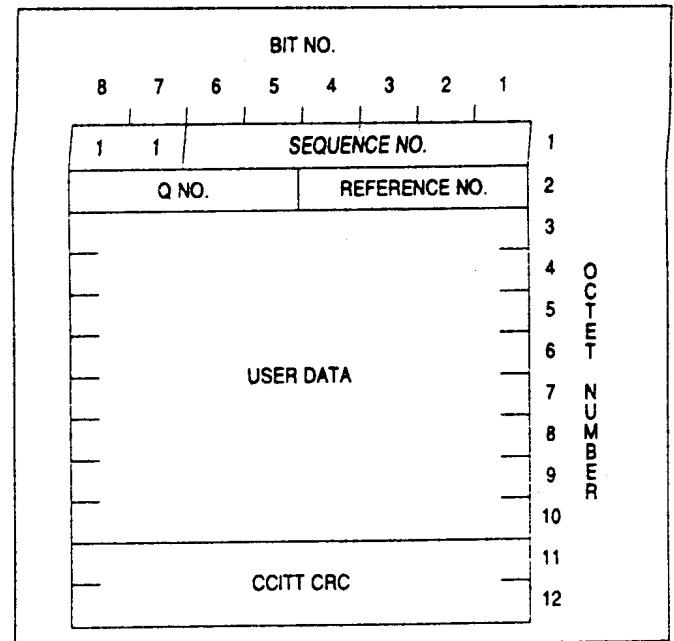 BIT NO.
8 7 6 5 4 3 2 1
1 1 SEQUENCE NO. 1
Q NO. REFERENCE NO. 2
3
4
5
6
USER DATA
7
8
9
10
11
CCITT CRC
12
OCTET NUMBER